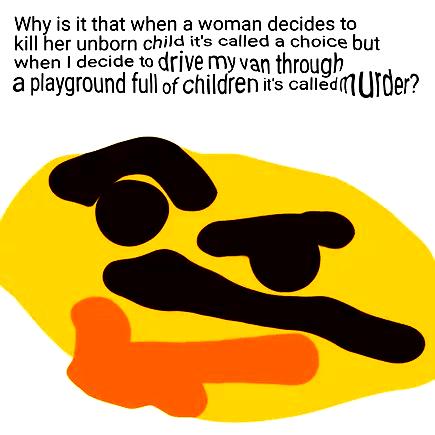 Why is it that when a woman decides to
kill her unborn child it's called a choice but
when I decide to drive my van through
a playground full of children it's called murder?